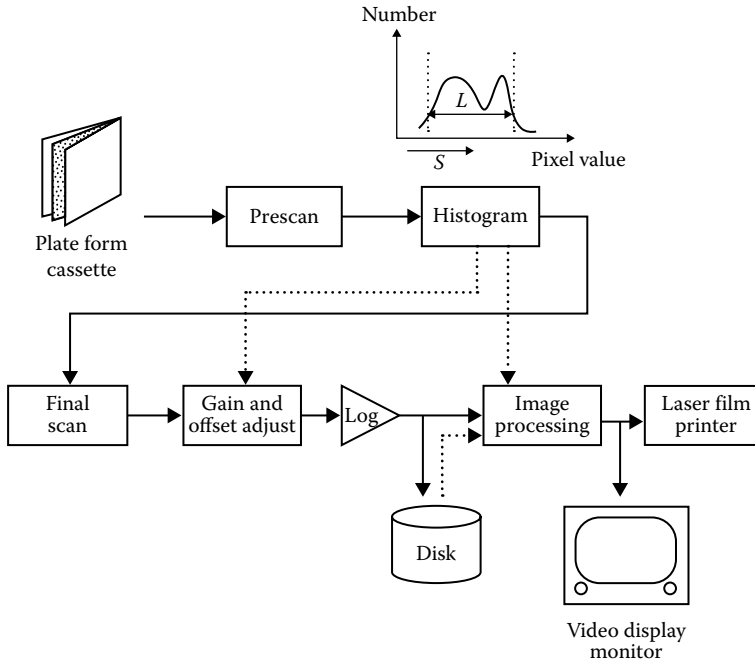 Number
L
S
Pixel value
Plate form
cassette
Prescan
Histogram
Final
scan
Gain and
offset adjust
Log
Image
processing
Laser film
printer
Disk
Video display
monitor